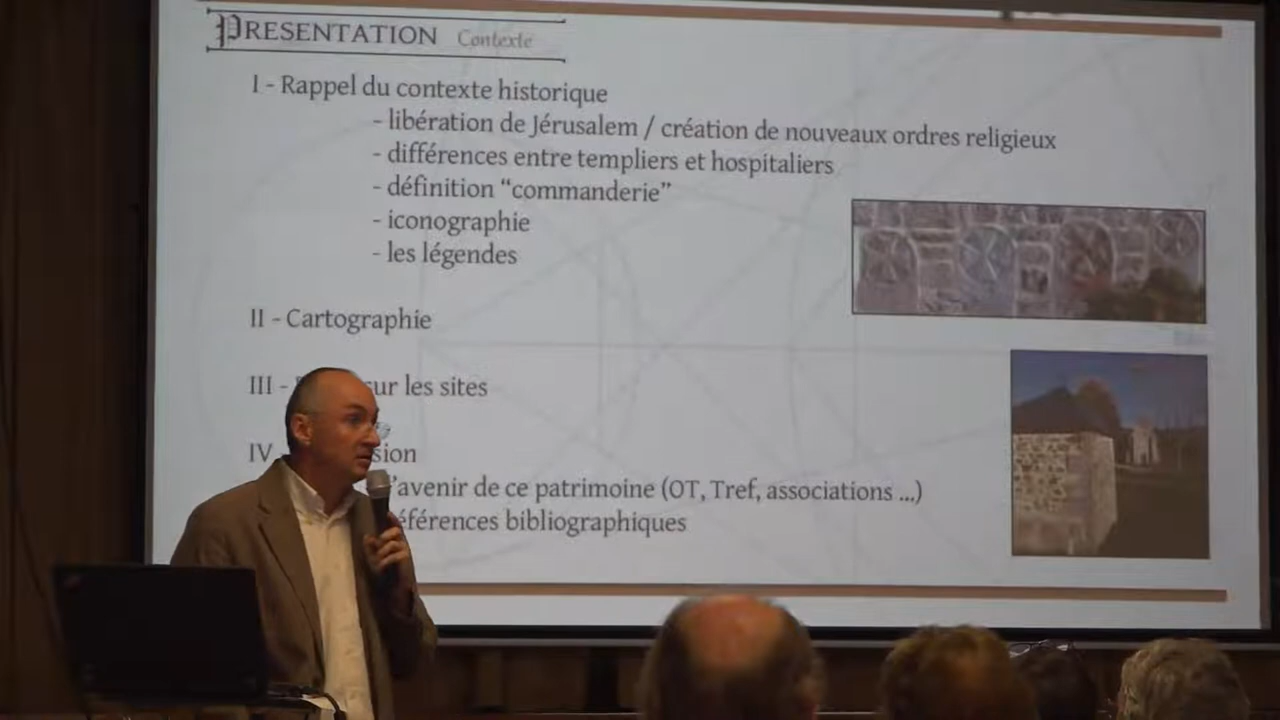 PRESENTATION Contexte
I - Rappel du contexte historique
- libération de Jérusalem / création de nouveaux ordres religieux
- différences entre templiers et hospitaliers
- définition “commanderie”
- iconographie
- les légendes
II - Cartographie
III - sur les sites
IV sion
’avenir de ce patrimoine (OT, Tref, associations ...)
éférences bibliographiques